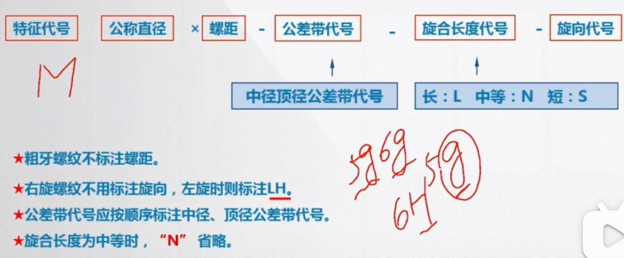 特征代号 公称直径 × 螺距 - 公差带代号 - 旋合长度代号 - 旋向代号
M
中径顶径公差带代号 长：L 中等：N 短：S
5g6g
5g
6H
★粗牙螺纹不标注螺距。
★右旋螺纹不用标注旋向，左旋时则标注LH。
★公差带代号应按顺序标注中径、顶径公差带代号。
★旋合长度为中等时，“N” 省略。